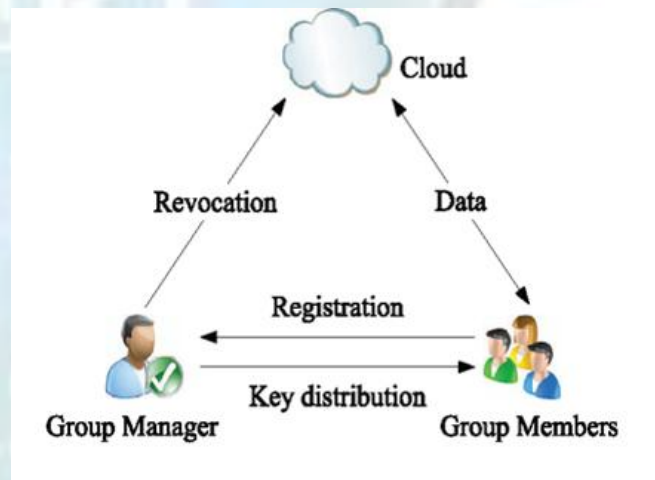 Cloud
Revocation
Data
Registration
Key distribution
Group Manager
Group Members